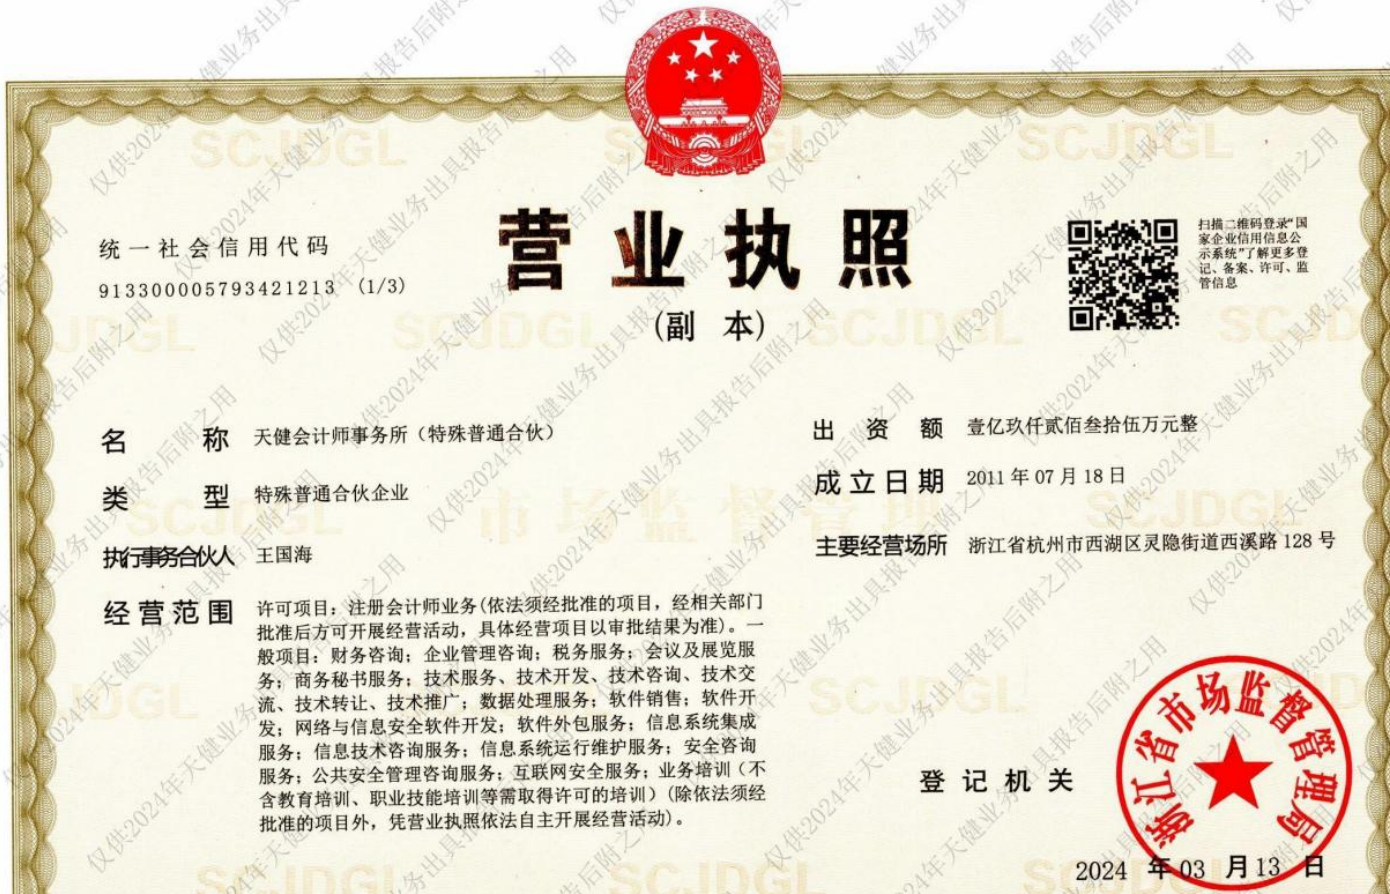 营业执照
(副 本)
统一社会信用代码
913300005793421213 (1/3)
扫描二维码登录“国
家企业信用信息公
示系统”了解更多登
记、备案、许可、监
管信息
名 称 天健会计师事务所（特殊普通合伙）
类 型 特殊普通合伙企业
执行事务合伙人 王国海
经营范围 许可项目：注册会计师业务(依法须经批准的项目，经相关部门
批准后方可开展经营活动，具体经营项目以审批结果为准)。一
般项目：财务咨询；企业管理咨询；税务服务；会议及展览服
务；商务秘书服务；技术服务、技术开发、技术咨询、技术交
流、技术转让、技术推广；数据处理服务；软件销售；软件开
发；网络与信息安全软件开发；软件外包服务；信息系统集成
服务；信息技术咨询服务；信息系统运行维护服务；安全咨询
服务；公共安全管理咨询服务；互联网安全服务；业务培训（不
含教育培训、职业技能培训等需取得许可的培训）(除依法须经
批准的项目外，凭营业执照依法自主开展经营活动)。
出 资 额 壹亿玖仟贰佰叁拾伍万元整
成立日期 2011 年 07 月 18 日
主要经营场所 浙江省杭州市西湖区灵隐街道西溪路 128 号
登记机关
浙江省市场监督管理局
2024 年 03 月 13 日
仅供2024年天健业务出具报告后附之用
SCJDGL
市场监督管理